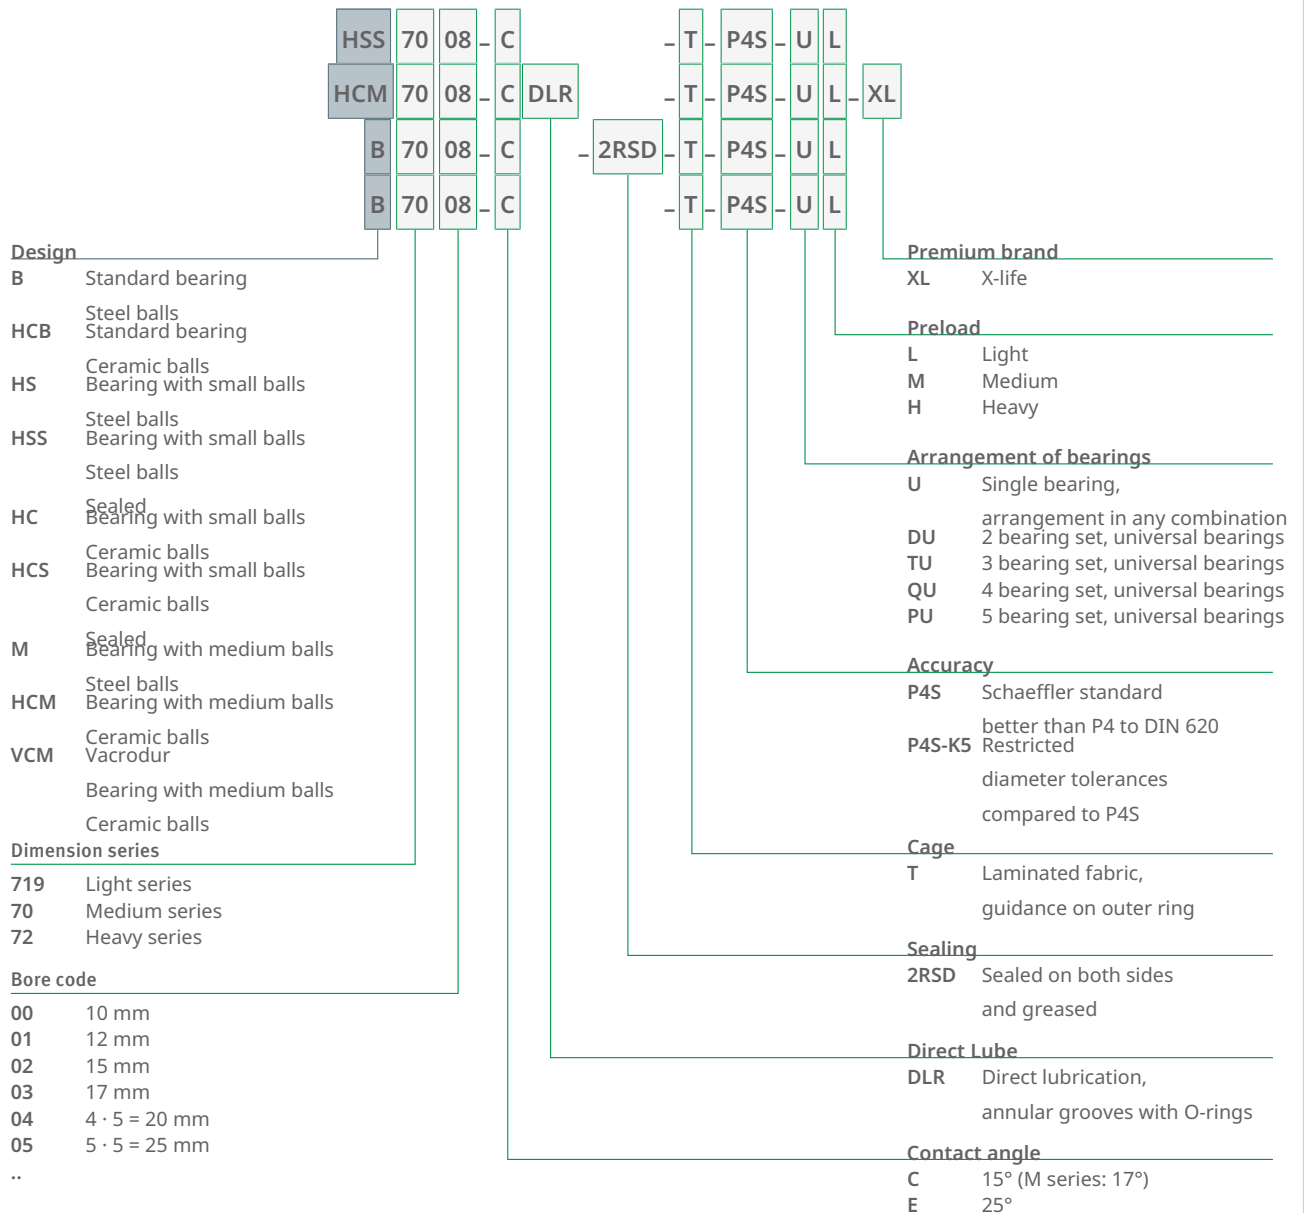 HSS 70 08 – C – T – P4S – U L
HCM 70 08 – C DLR – T – P4S – U L – XL
B 70 08 – C – 2RSD – T – P4S – U L
B 70 08 – C – T – P4S – U L
Design
B Standard bearing
Steel balls
HCB Standard bearing
Ceramic balls
HS Bearing with small balls
Steel balls
HSS Bearing with small balls
Steel balls
Sealed
HC Bearing with small balls
Ceramic balls
HCS Bearing with small balls
Ceramic balls
Sealed
M Bearing with medium balls
Steel balls
HCM Bearing with medium balls
Ceramic balls
VCM Vacrodur
Bearing with medium balls
Ceramic balls
Dimension series
719 Light series
70 Medium series
72 Heavy series
Bore code
00 10 mm
01 12 mm
02 15 mm
03 17 mm
04 4 · 5 = 20 mm
05 5 · 5 = 25 mm
..
Premium brand
XL X-life
Preload
L Light
M Medium
H Heavy
Arrangement of bearings
U Single bearing,
arrangement in any combination
DU 2 bearing set, universal bearings
TU 3 bearing set, universal bearings
QU 4 bearing set, universal bearings
PU 5 bearing set, universal bearings
Accuracy
P4S Schaeffler standard
better than P4 to DIN 620
P4S-K5 Restricted
diameter tolerances
compared to P4S
Cage
T Laminated fabric,
guidance on outer ring
Sealing
2RSD Sealed on both sides
and greased
Direct Lube
DLR Direct lubrication,
annular grooves with O-rings
Contact angle
C 15° (M series: 17°)
E 25°